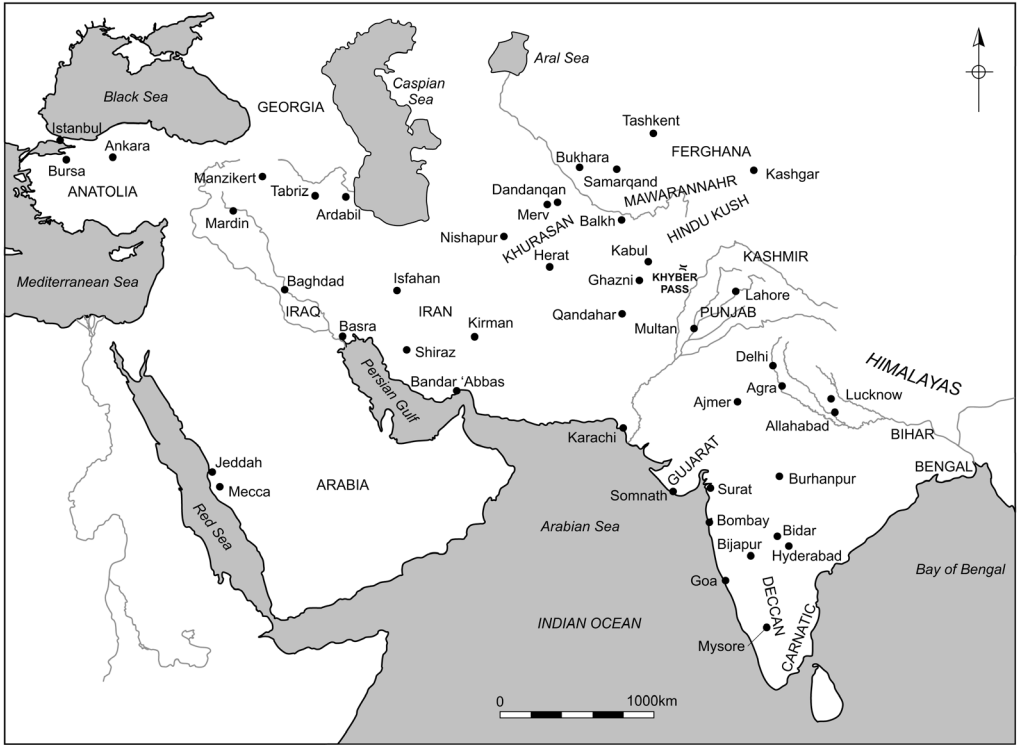 Aral Sea
Caspian
Sea
Black Sea
GEORGIA
Tashkent
Istanbul
Ankara
FERGHANA
Bukhara
Bursa
Samarqand
Kashgar
Manzikert
ANATOLIA
Tabriz
Dandanqan
MAWARANNAHR
Ardabil
Merv
Mardin
Balkh
HINDU KUSH
Nishapur
KHURASAN
Herat
Kabul
KASHMIR
Mediterranean Sea
Baghdad
Isfahan
Ghazni
KHYBER
PASS
Lahore
IRAQ
IRAN
Qandahar
PUNJAB
Basra
Kirman
Multan
Shiraz
Delhi
Persian Gulf
Bandar ‘Abbas
Agra
HIMALAYAS
Ajmer
Lucknow
Allahabad
Karachi
BIHAR
GUJARAT
BENGAL
Jeddah
Mecca
ARABIA
Burhanpur
Somnath
Surat
Red Sea
Arabian Sea
Bombay
Bidar
Bijapur
Hyderabad
Bay of Bengal
Goa
DECCAN
INDIAN OCEAN
CARNATIC
Mysore
0 1000km